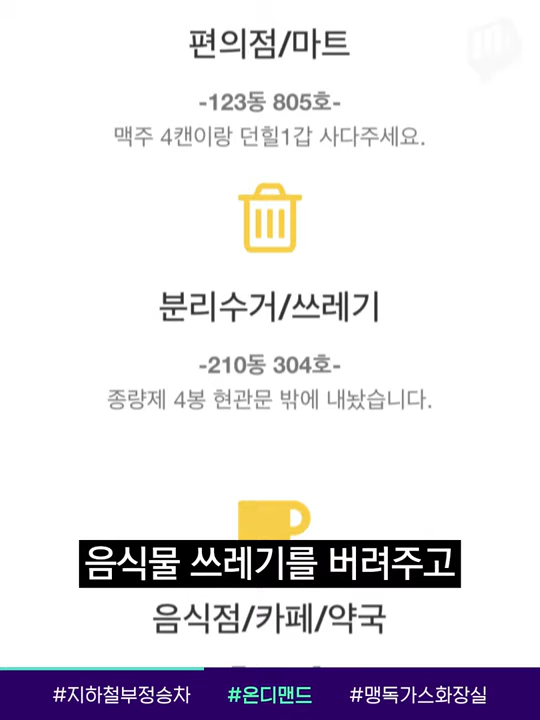 편의점/마트
-123동 805호-
맥주 4캔이랑 던힐1갑 사다주세요.
분리수거/쓰레기
-210동 304호-
종량제 4봉 현관문 밖에 내놨습니다.
음식물 쓰레기를 버려주고
음식점/카페/약국
#지하철부정승차 #온디맨드 #맹독가스화장실